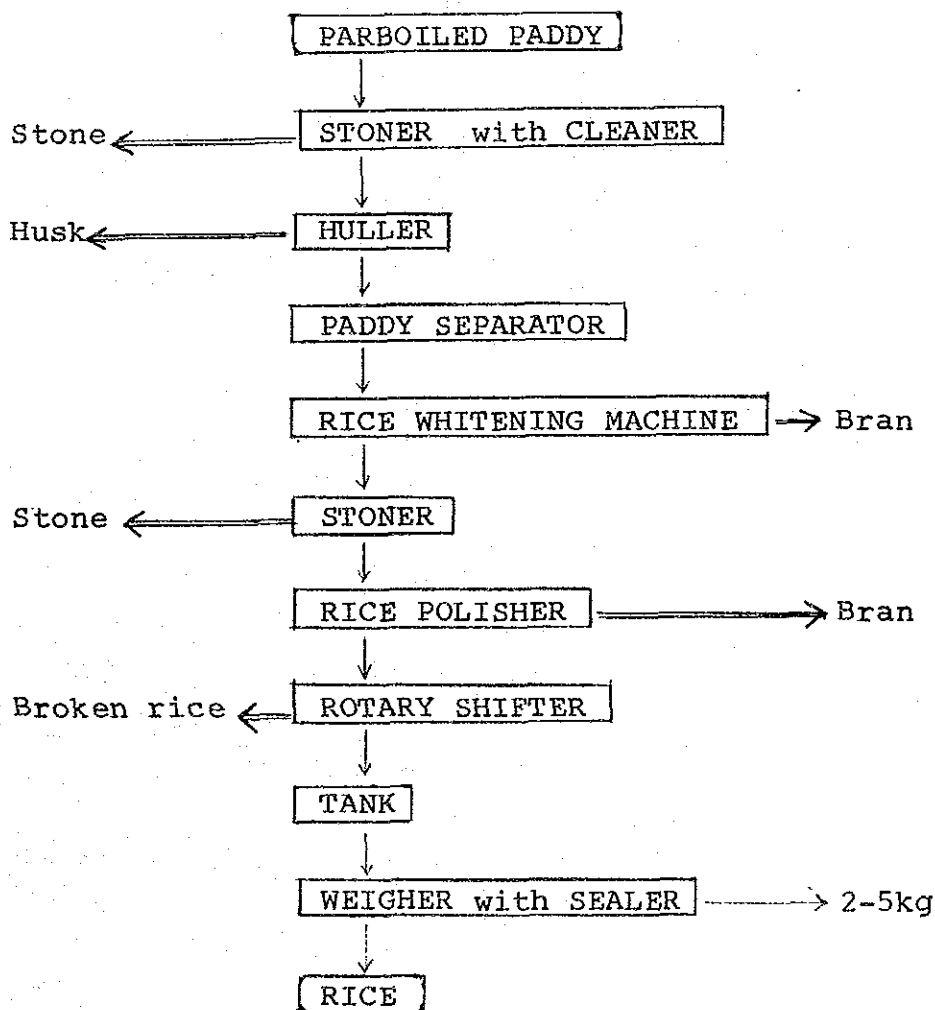 PARBOILED PADDY
Stone STONER with CLEANER
Husk HULLER
PADDY SEPARATOR
RICE WHITENING MACHINE Bran
Stone STONER
RICE POLISHER Bran
Broken rice ROTARY SHIFTER
TANK
WEIGHER with SEALER 2-5kg
RICE